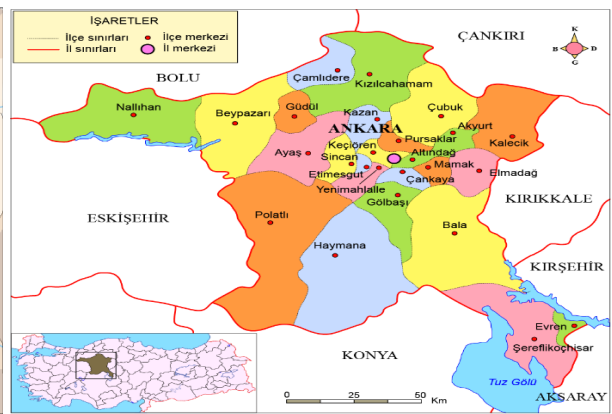 İŞARETLER
İlçe sınırları
İlçe merkezi
İl sınırları
İl merkezi
ÇANKIRI
K
B
D
G
BOLU
Çamlıdere
Kızılcahamam
Nallıhan
Beypazarı
Güdül
Kazan
Çubuk
ANKARA
Akyurt
Pursaklar
Kalecik
Ayaş
Keçiören
Altındağ
Sincan
Mamak
Etimesgut
Çankaya
Elmadağ
Yenimahlalle
Gölbaşı
KIRIKKALE
ESKİŞEHİR
Polatlı
Bala
Haymana
KIRŞEHİR
Evren
Şereflikoçhisar
KONYA
Tuz Gölü
0 25 50 Km
AKSARAY